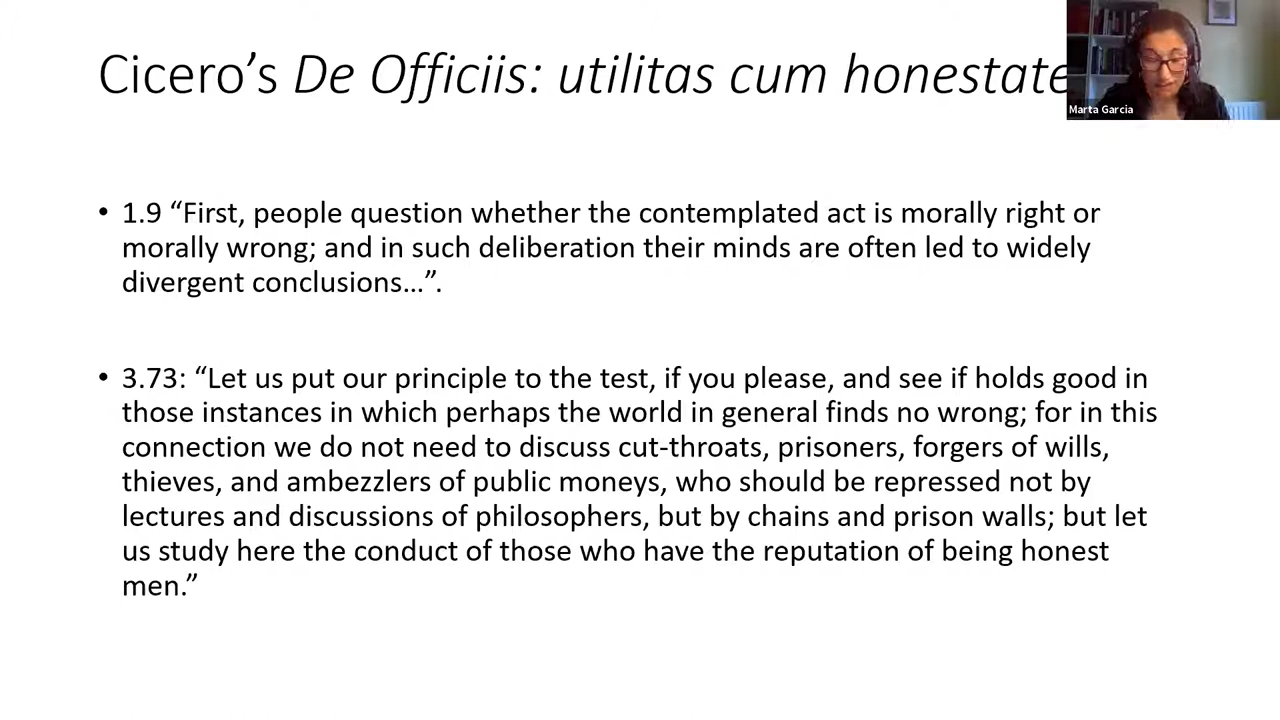 Cicero’s De Officiis: utilitas cum honestate
Marta Garcia
• 1.9 “First, people question whether the contemplated act is morally right or
morally wrong; and in such deliberation their minds are often led to widely
divergent conclusions…”.
• 3.73: “Let us put our principle to the test, if you please, and see if holds good in
those instances in which perhaps the world in general finds no wrong; for in this
connection we do not need to discuss cut-throats, prisoners, forgers of wills,
thieves, and ambezzlers of public moneys, who should be repressed not by
lectures and discussions of philosophers, but by chains and prison walls; but let
us study here the conduct of those who have the reputation of being honest
men.”